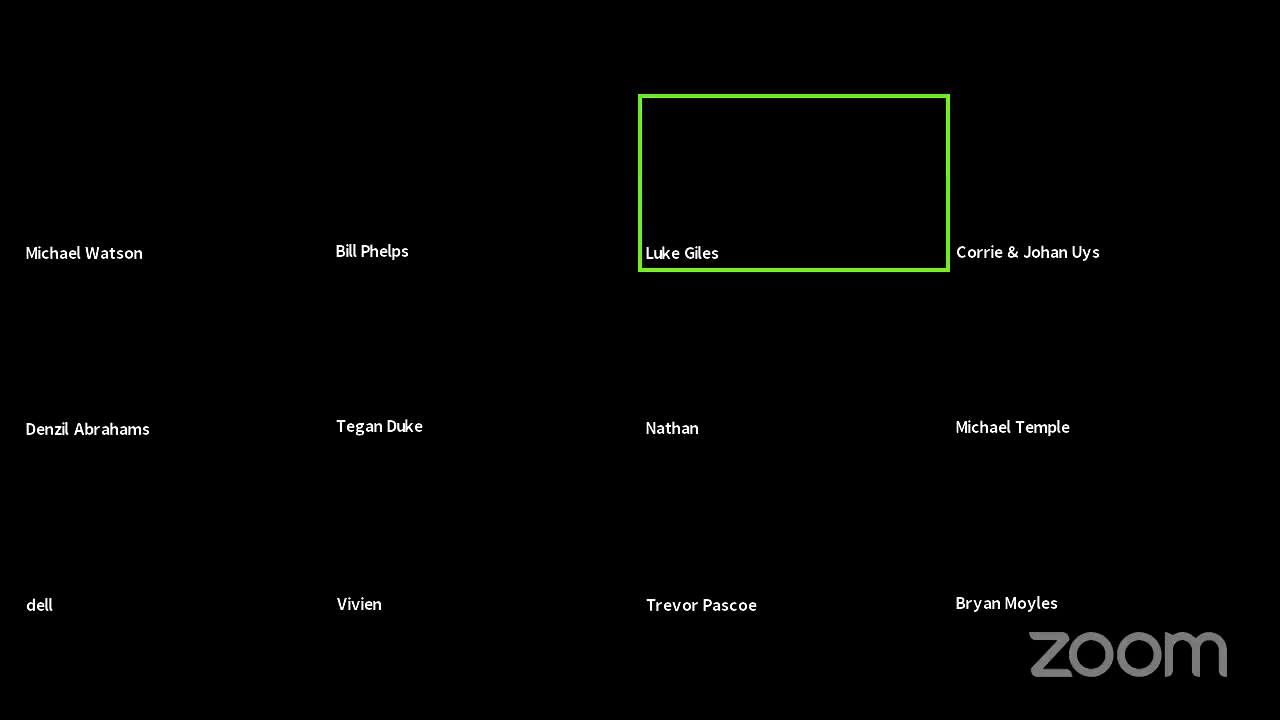 Michael Watson
Bill Phelps
Luke Giles
Corrie & Johan Uys
Denzil Abrahams
Tegan Duke
Nathan
Michael Temple
dell
Vivien
Trevor Pascoe
Bryan Moyles
zoom